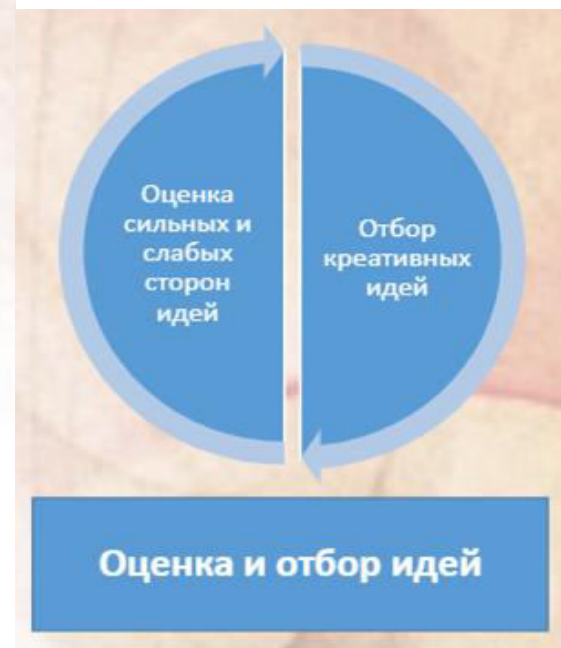 Оценка
сильных и
слабых
сторон
идей
Отбор
креативных
идей
Оценка и отбор идей